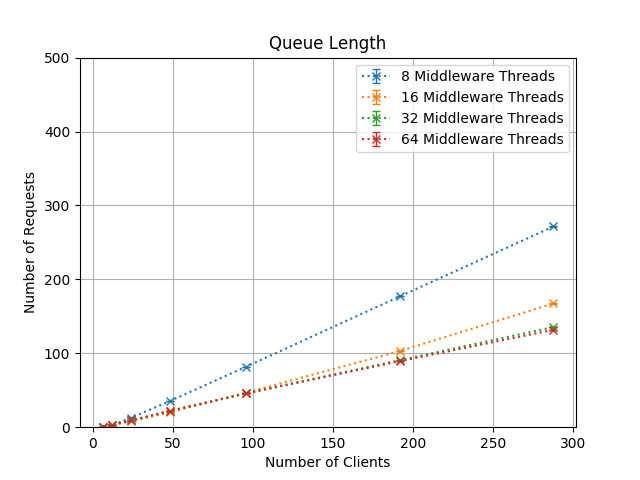 Queue Length
500
400
300
200
100
0
Number of Requests
8 Middleware Threads
16 Middleware Threads
32 Middleware Threads
64 Middleware Threads
0 50 100 150 200 250 300
Number of Clients